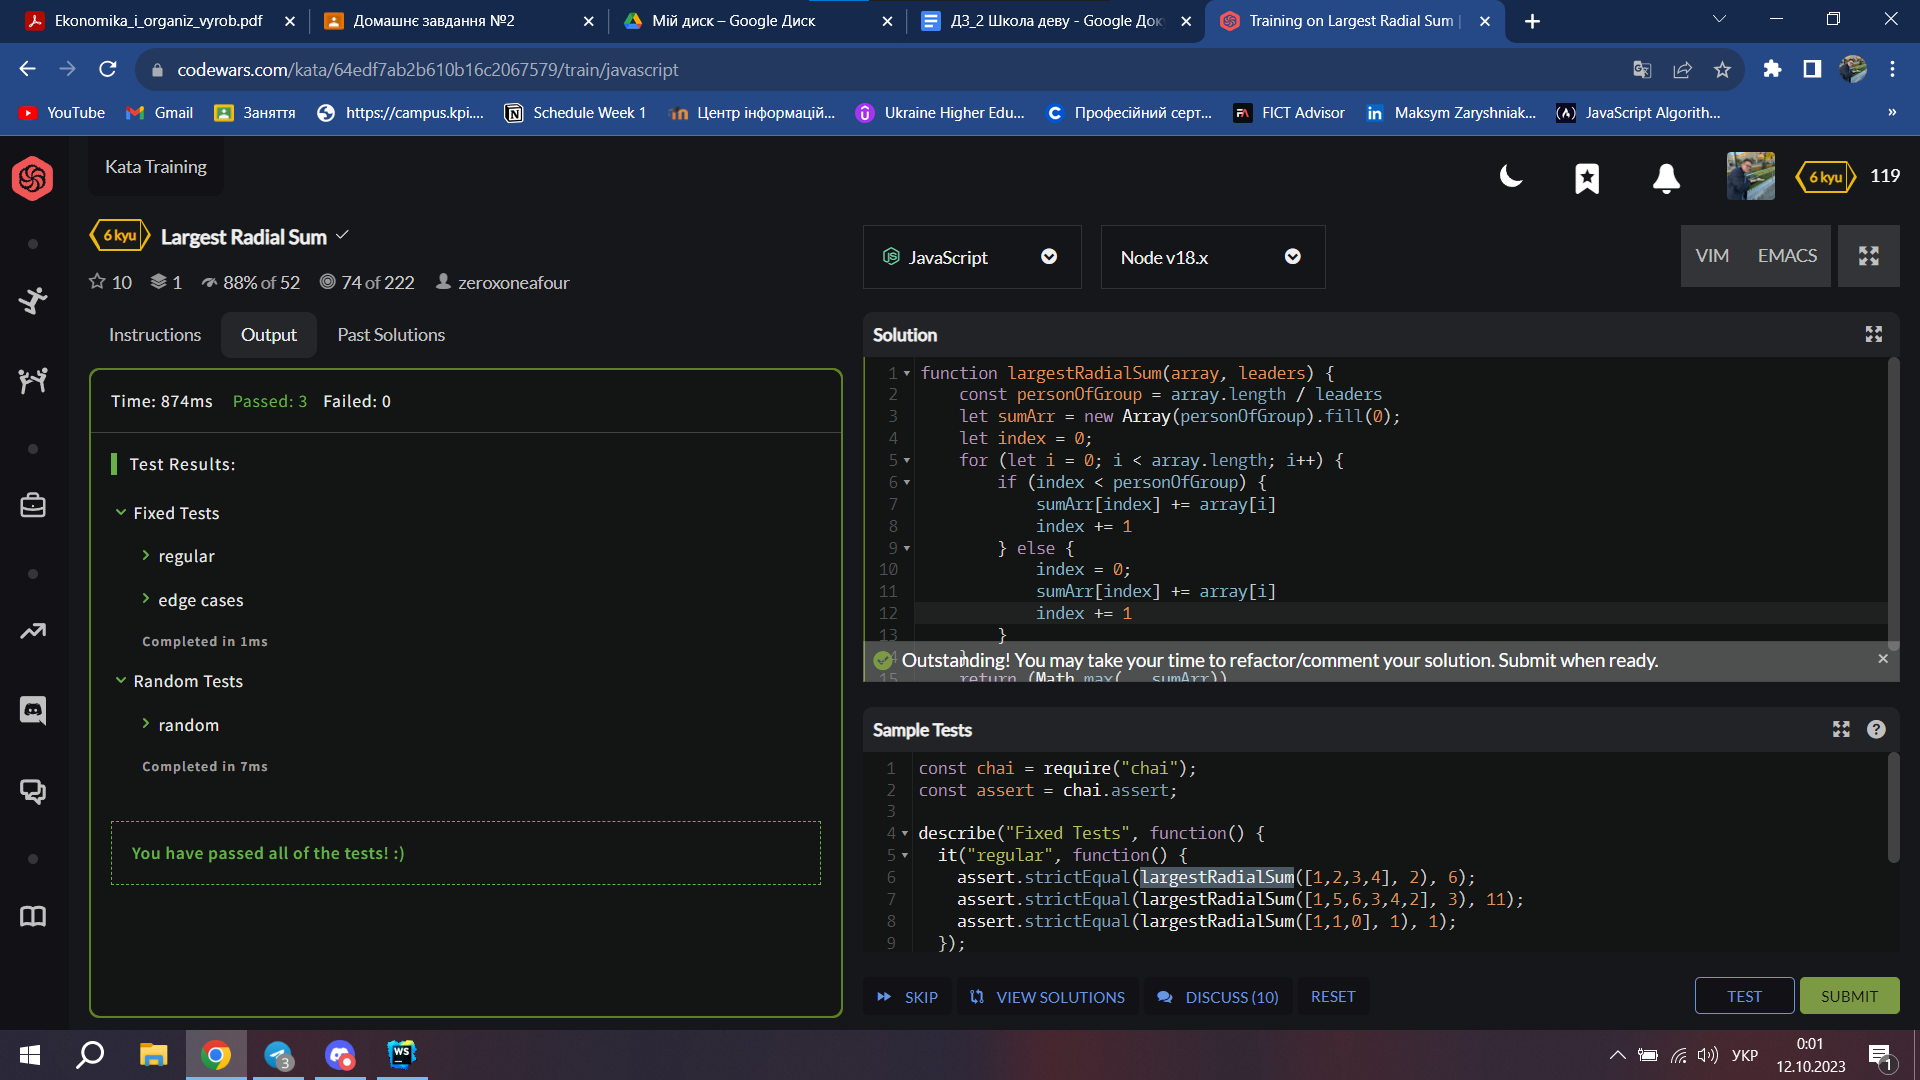 Ekonomika_i_organiz_vyrob.pdf
Домашнє завдання №2
Мій диск – Google Диск
ДЗ_2 Школа деву - Google Док
Training on Largest Radial Sum |
codewars.com/kata/64edf7ab2b610b16c2067579/train/javascript
YouTube
Gmail
Заняття
https://campus.kpi....
Schedule Week 1
Центр інформацій...
Ukraine Higher Edu...
Професійний серт...
FICT Advisor
Maksym Zaryshniak...
JavaScript Algorith...
»
Kata Training
6 kyu
119
6 kyu
Largest Radial Sum
10
1
88% of 52
74 of 222
zeroxoneafour
JavaScript
Node v18.x
VIM
EMACS
Instructions
Output
Past Solutions
Time: 874ms Passed: 3 Failed: 0
Test Results:
Fixed Tests
regular
edge cases
Completed in 1ms
Random Tests
random
Completed in 7ms
You have passed all of the tests! :)
Solution
1 function largestRadialSum(array, leaders) {
2 const personOfGroup = array.length / leaders
3 let sumArr = new Array(personOfGroup).fill(0);
4 let index = 0;
5 for (let i = 0; i < array.length; i++) {
6 if (index < personOfGroup) {
7 sumArr[index] += array[i]
8 index += 1
9 } else {
10 index = 0;
11 sumArr[index] += array[i]
12 index += 1
13 }
14 }
Outstanding! You may take your time to refactor/comment your solution. Submit when ready.
15 return (Math.max(...sumArr))
Sample Tests
1 const chai = require("chai");
2 const assert = chai.assert;
3
4 describe("Fixed Tests", function() {
5 it("regular", function() {
6 assert.strictEqual(largestRadialSum([1,2,3,4], 2), 6);
7 assert.strictEqual(largestRadialSum([1,5,6,3,4,2], 3), 11);
8 assert.strictEqual(largestRadialSum([1,1,0], 1), 1);
9 });
SKIP
VIEW SOLUTIONS
DISCUSS (10)
RESET
TEST
SUBMIT
3
WS
УКР
0:01
12.10.2023
1